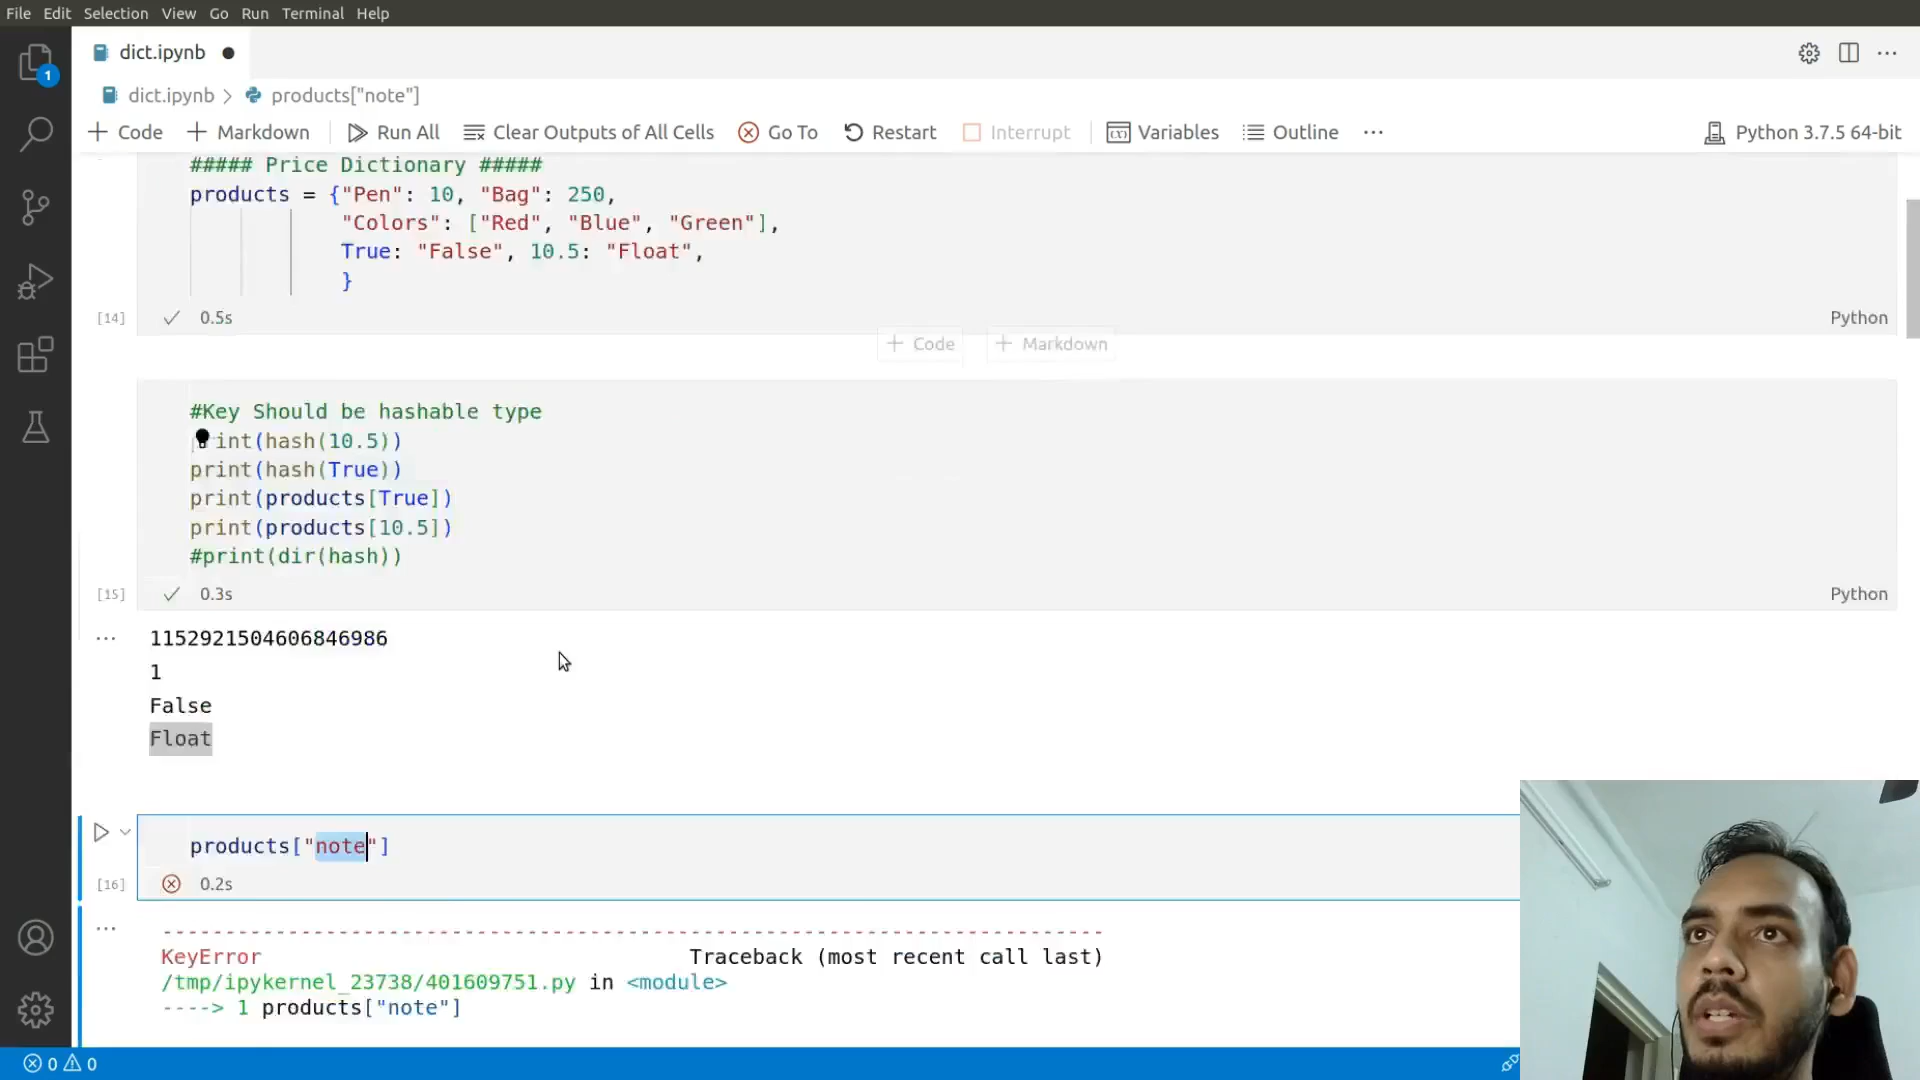 File Edit Selection View Go Run Terminal Help
dict.ipynb
dict.ipynb > products["note"]
+ Code + Markdown Run All Clear Outputs of All Cells Go To Restart Interrupt Variables Outline ... Python 3.7.5 64-bit
##### Price Dictionary #####
products = {"Pen": 10, "Bag": 250,
"Colors": ["Red", "Blue", "Green"],
True: "False", 10.5: "Float",
}
[14] 0.5s Python
+ Code + Markdown
#Key Should be hashable type
int(hash(10.5))
print(hash(True))
print(products[True])
print(products[10.5])
#print(dir(hash))
[15] 0.3s Python
... 1152921504606846986
1
False
Float
products["note"]
[16] 0.2s
...
---------------------------------------------------------------------------
KeyError Traceback (most recent call last)
/tmp/ipykernel_23738/401609751.py in <module>
----> 1 products["note"]
1
0 0